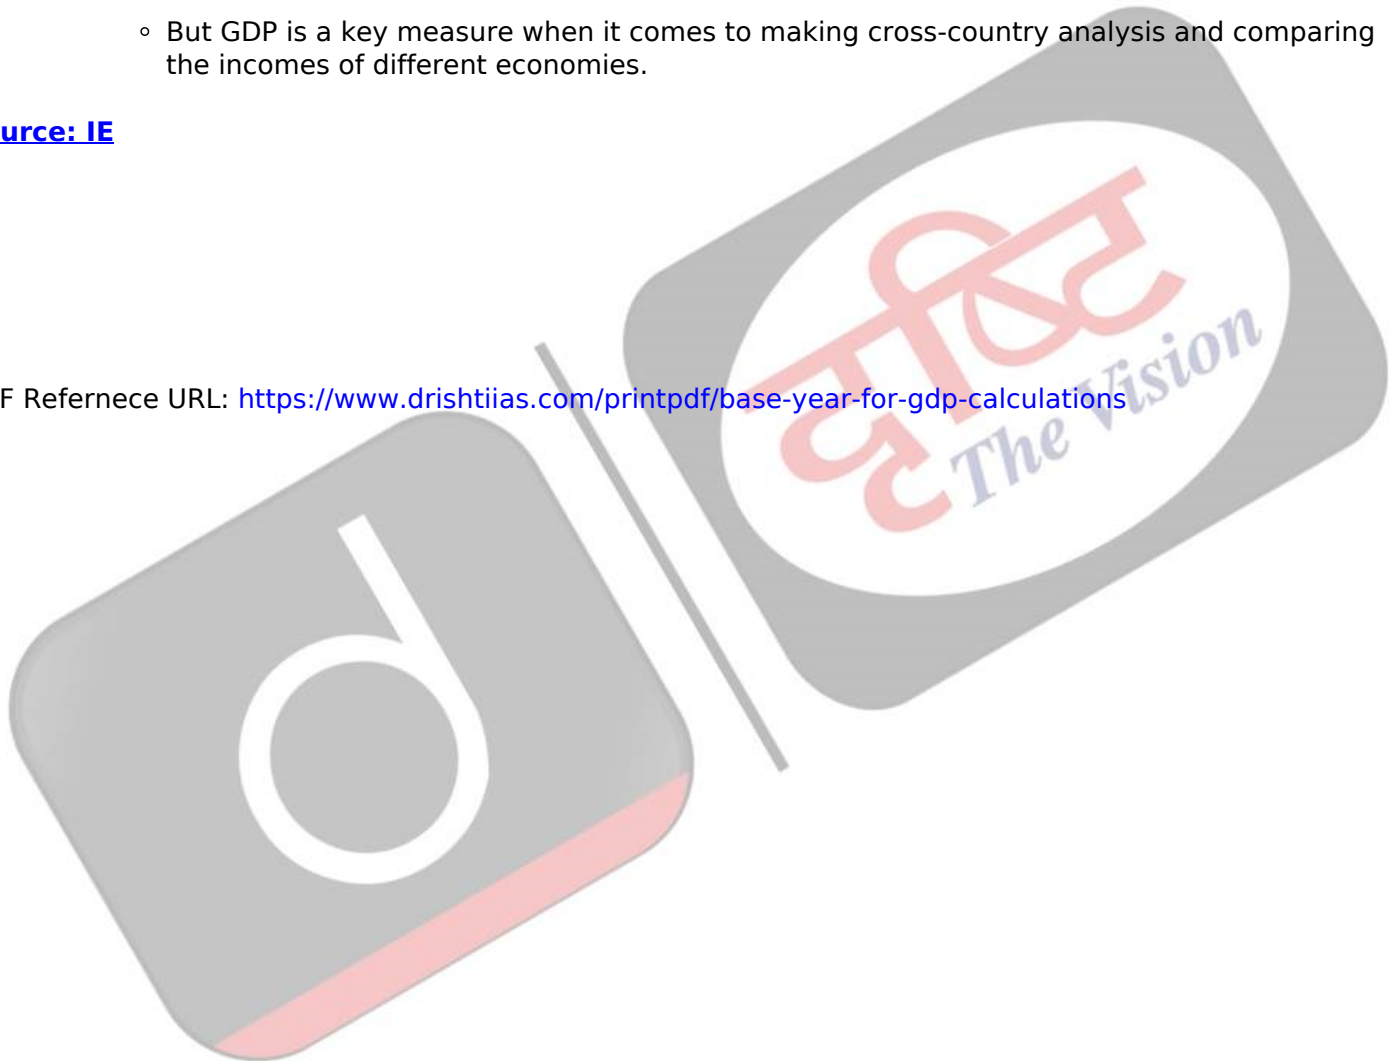 ◦ But GDP is a key measure when it comes to making cross-country analysis and comparing
the incomes of different economies.
urce: IE
F Refernece URL: https://www.drishtiias.com/printpdf/base-year-for-gdp-calculations
दृष्टि
The Vision
d